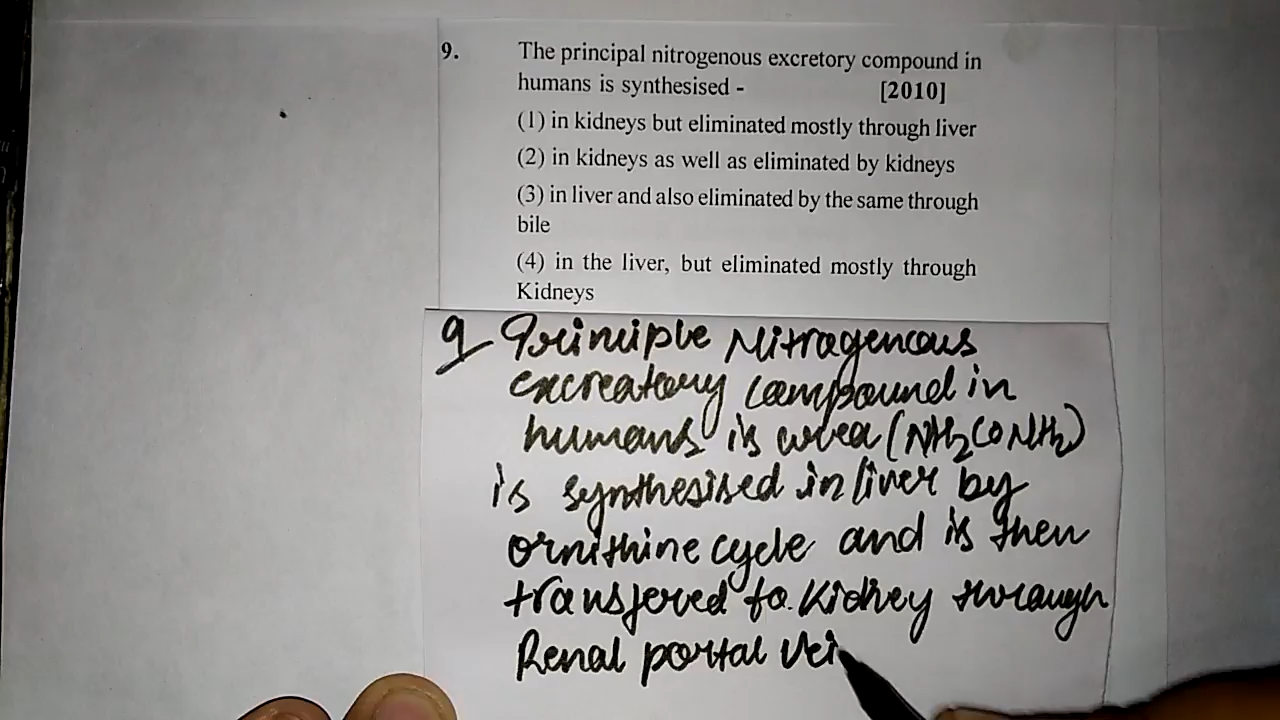 9. The principal nitrogenous excretory compound in
humans is synthesised - [2010]
(1) in kidneys but eliminated mostly through liver
(2) in kidneys as well as eliminated by kidneys
(3) in liver and also eliminated by the same through
bile
(4) in the liver, but eliminated mostly through
Kidneys
9 Principle Nitragenous
excreatory compound in
humans is urea (NH2CONH2)
is synthesised in liver by
ornithine cycle and is then
transfered to kidney through
Renal portal Vei